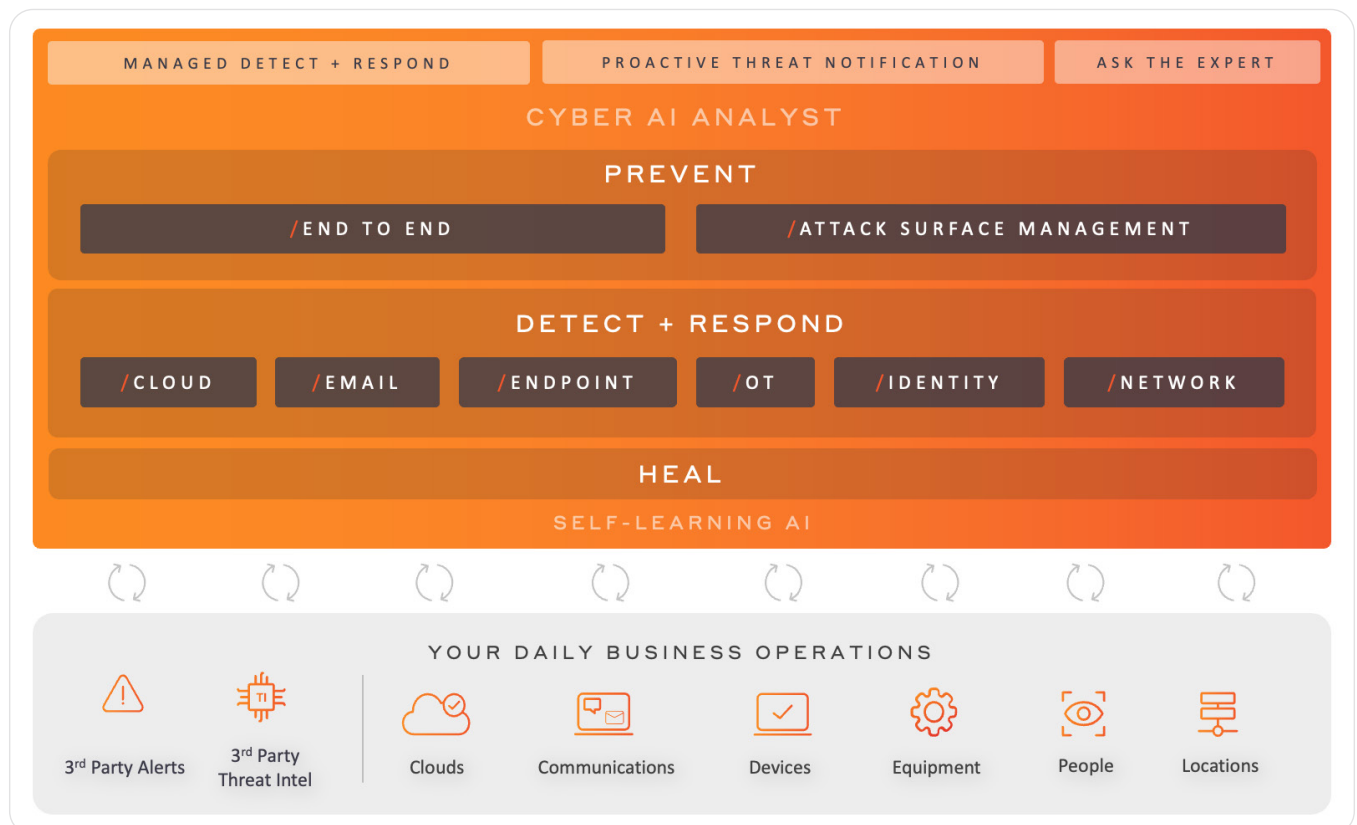 MANAGED DETECT + RESPOND
PROACTIVE THREAT NOTIFICATION
ASK THE EXPERT
CYBER AI ANALYST
PREVENT
/END TO END
/ATTACK SURFACE MANAGEMENT
DETECT + RESPOND
/CLOUD
/EMAIL
/ENDPOINT
/OT
/IDENTITY
/NETWORK
HEAL
SELF-LEARNING AI
YOUR DAILY BUSINESS OPERATIONS
TI
3rd Party Alerts
3rd Party
Threat Intel
Clouds
Communications
Devices
Equipment
People
Locations